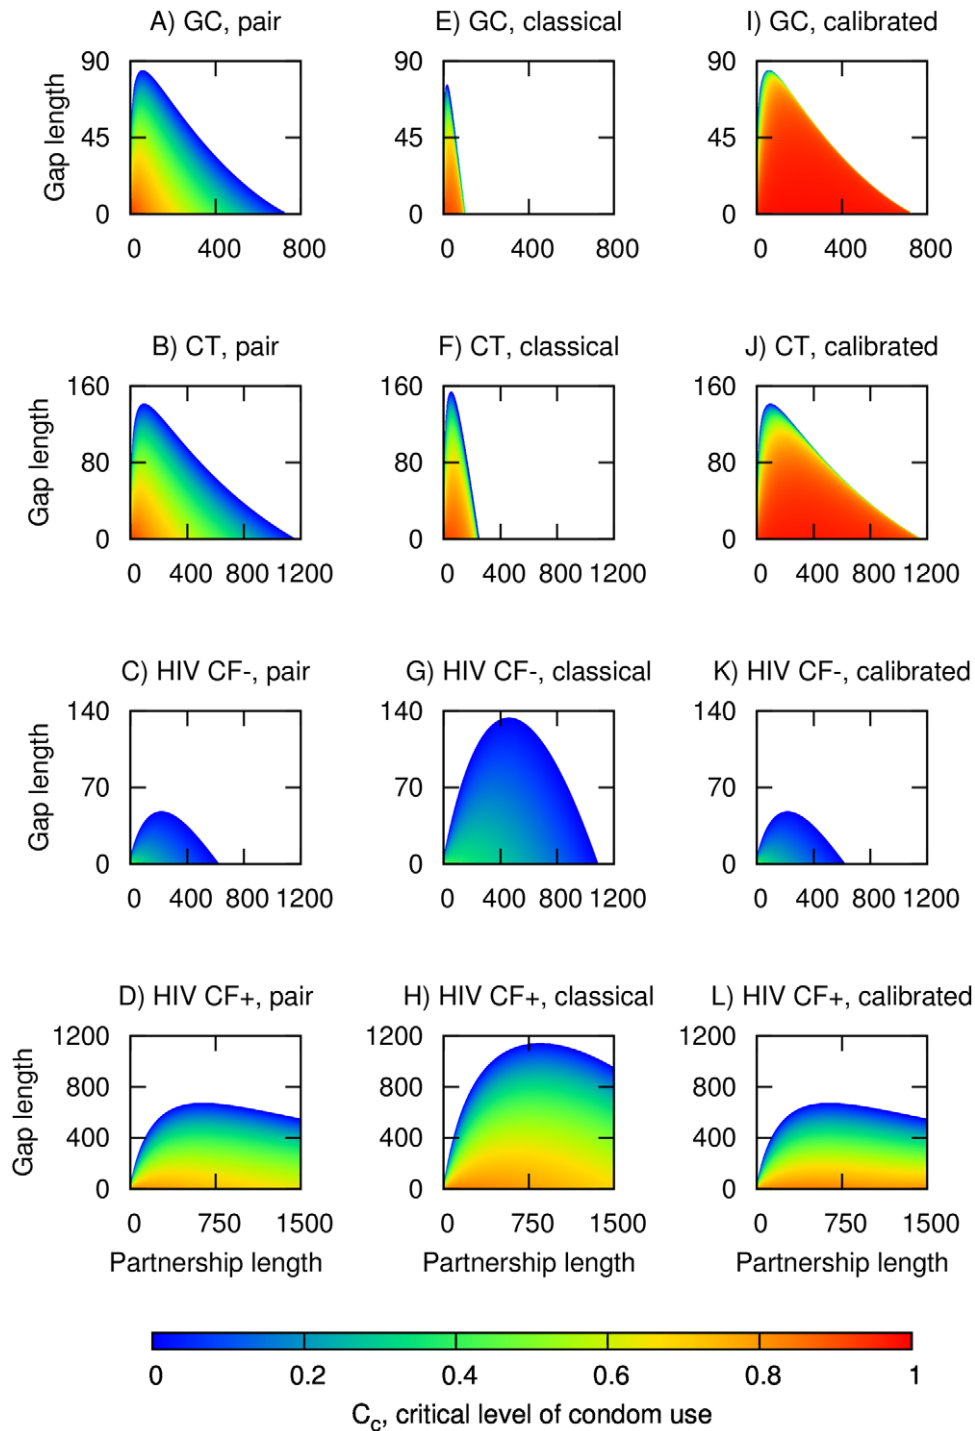 A) GC, pair
E) GC, classical
I) GC, calibrated
Gap length
90
45
0
0 400 800
90
45
0
0 400 800
90
45
0
0 400 800
B) CT, pair
F) CT, classical
J) CT, calibrated
Gap length
160
80
0
0 400 800 1200
160
80
0
0 400 800 1200
160
80
0
0 400 800 1200
C) HIV CF-, pair
G) HIV CF-, classical
K) HIV CF-, calibrated
Gap length
140
70
0
0 400 800 1200
140
70
0
0 400 800 1200
140
70
0
0 400 800 1200
D) HIV CF+, pair
H) HIV CF+, classical
L) HIV CF+, calibrated
Gap length
1200
800
400
0
0 750 1500
1200
800
400
0
0 750 1500
1200
800
400
0
0 750 1500
Partnership length
Partnership length
Partnership length
0 0.2 0.4 0.6 0.8 1
Cc, critical level of condom use